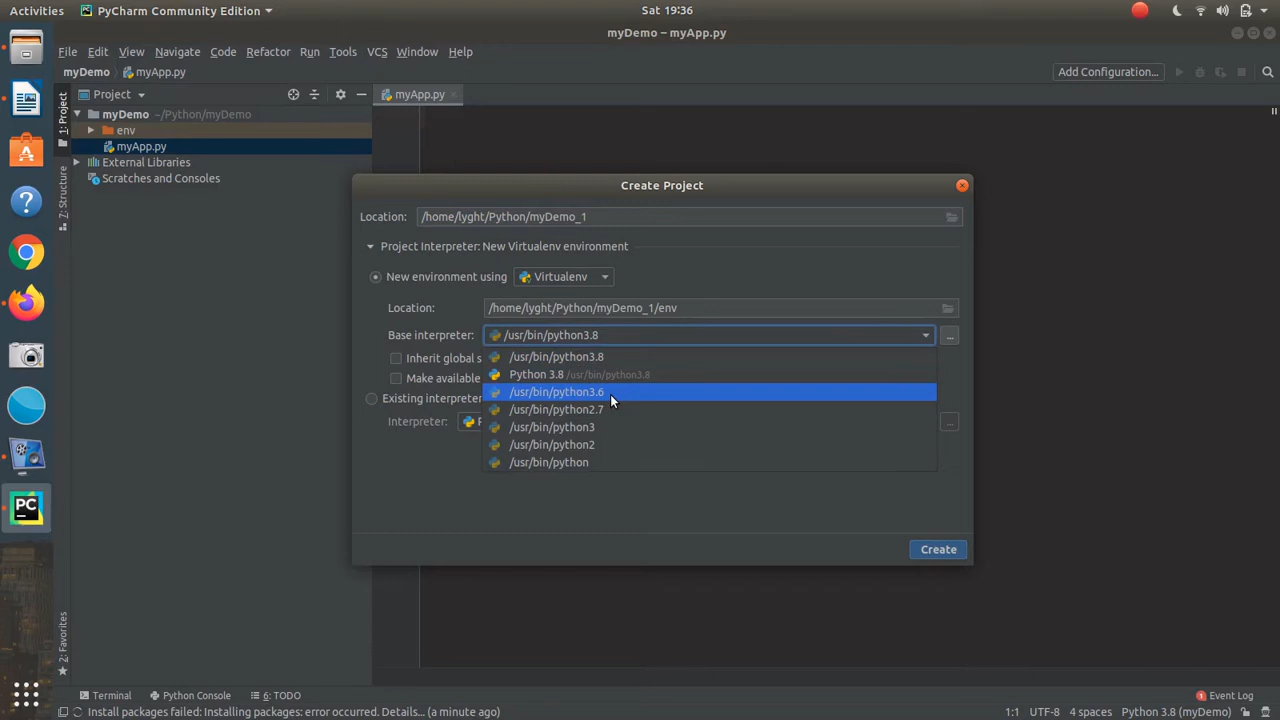 Activities PyCharm Community Edition Sat 19:36
myDemo – myApp.py
File Edit View Navigate Code Refactor Run Tools VCS Window Help
myDemo myApp.py Add Configuration...
1: Project
Project
myApp.py
myDemo ~/Python/myDemo
env
myApp.py
External Libraries
Scratches and Consoles
Z: Structure
2: Favorites
Create Project
Location: /home/lyght/Python/myDemo_1
Project Interpreter: New Virtualenv environment
New environment using Virtualenv
Location: /home/lyght/Python/myDemo_1/env
Base interpreter: /usr/bin/python3.8 ...
Inherit global s
Make available
Existing interpreter
Interpreter: ...
/usr/bin/python3.8
Python 3.8 /usr/bin/python3.8
/usr/bin/python3.6
/usr/bin/python2.7
/usr/bin/python3
/usr/bin/python2
/usr/bin/python
Create
PC
Terminal Python Console 6: TODO 1 Event Log
Install packages failed: Installing packages: error occurred. Details... (a minute ago) 1:1 UTF-8 4 spaces Python 3.8 (myDemo)